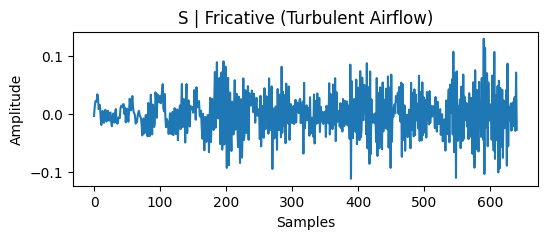 S | Fricative (Turbulent Airflow)
Amplitude
0.1
0.0
−0.1
0 100 200 300 400 500 600
Samples